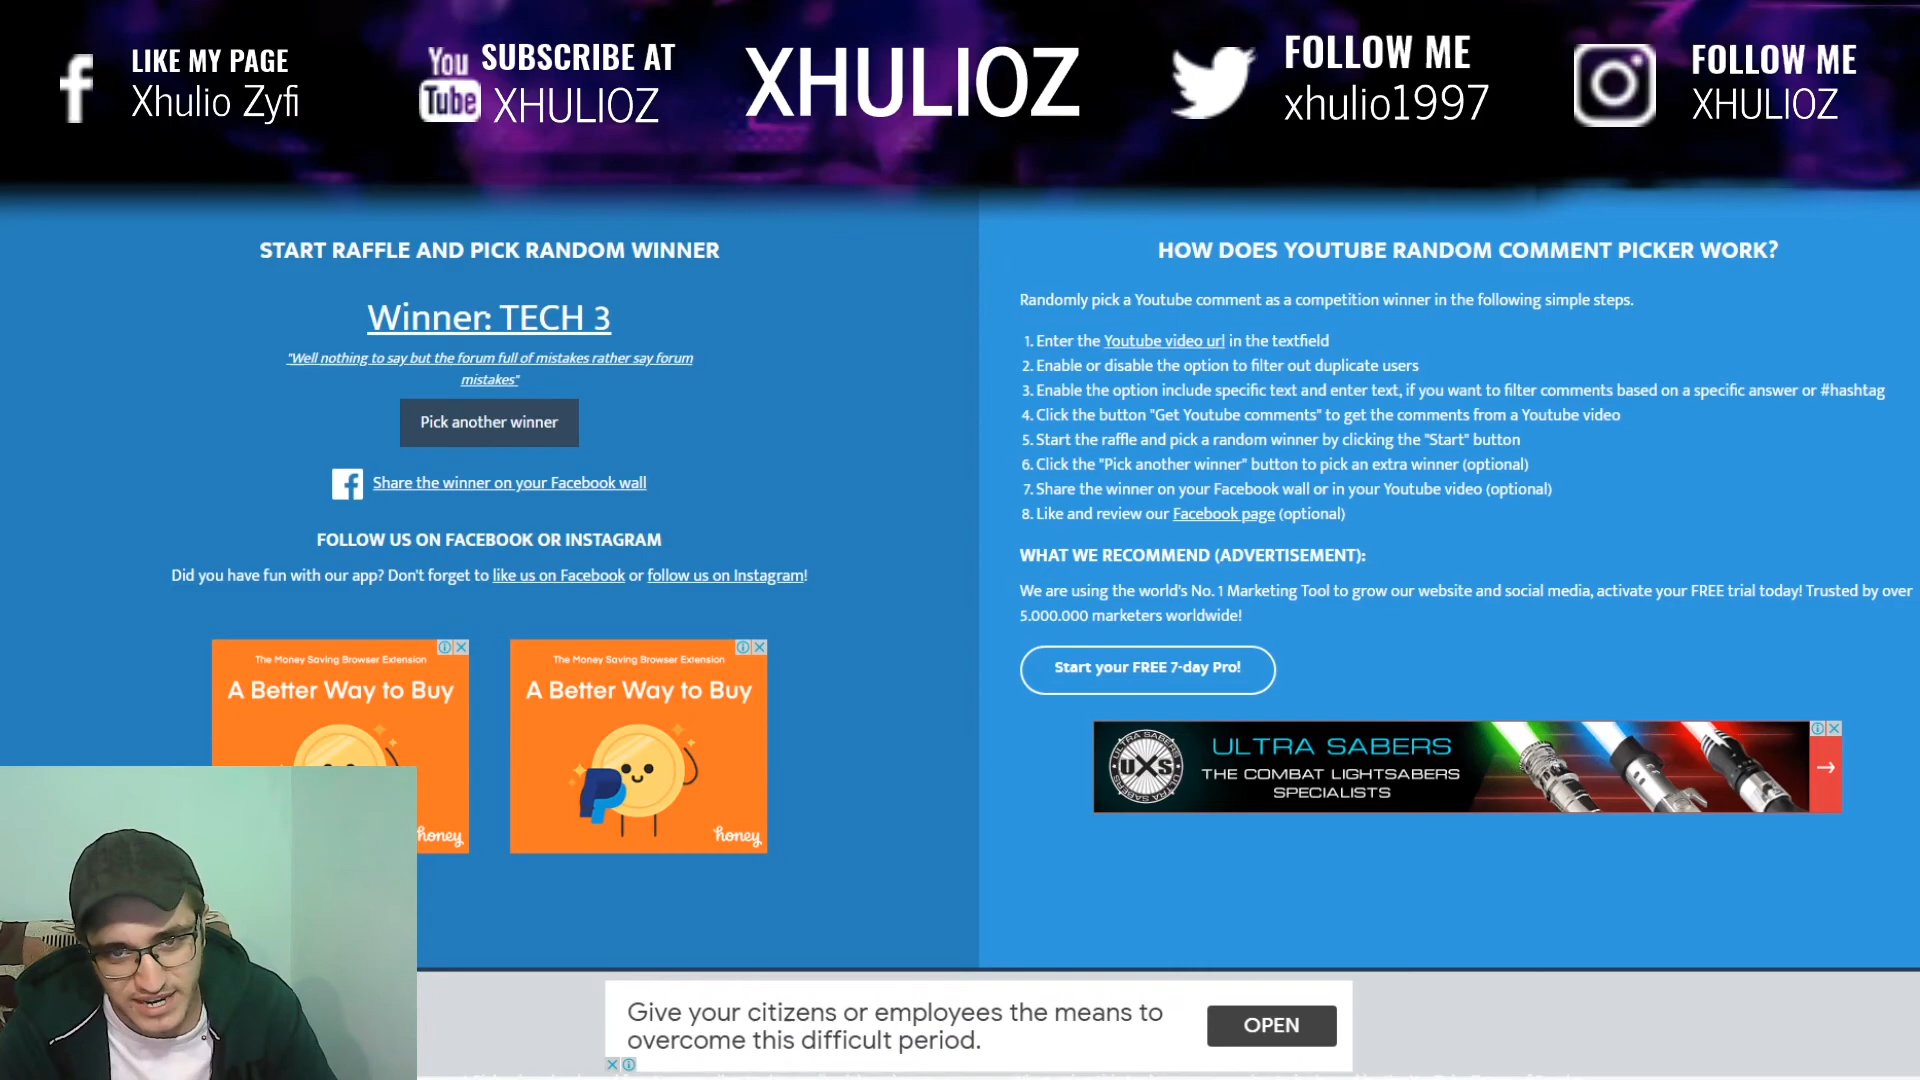 LIKE MY PAGE
Xhulio Zyfi
You
Tube
SUBSCRIBE AT
XHULIOZ
XHULIOZ
FOLLOW ME
xhulio1997
FOLLOW ME
XHULIOZ
START RAFFLE AND PICK RANDOM WINNER
Winner: TECH 3
"Well nothing to say but the forum full of mistakes rather say forum
mistakes"
Pick another winner
Share the winner on your Facebook wall
FOLLOW US ON FACEBOOK OR INSTAGRAM
Did you have fun with our app? Don't forget to like us on Facebook or follow us on Instagram!
The Money Saving Browser Extension
A Better Way to Buy
honey
The Money Saving Browser Extension
A Better Way to Buy
honey
HOW DOES YOUTUBE RANDOM COMMENT PICKER WORK?
Randomly pick a Youtube comment as a competition winner in the following simple steps.
1. Enter the Youtube video url in the textfield
2. Enable or disable the option to filter out duplicate users
3. Enable the option include specific text and enter text, if you want to filter comments based on a specific answer or #hashtag
4. Click the button "Get Youtube comments" to get the comments from a Youtube video
5. Start the raffle and pick a random winner by clicking the "Start" button
6. Click the "Pick another winner" button to pick an extra winner (optional)
7. Share the winner on your Facebook wall or in your Youtube video (optional)
8. Like and review our Facebook page (optional)
WHAT WE RECOMMEND (ADVERTISEMENT):
We are using the world's No. 1 Marketing Tool to grow our website and social media, activate your FREE trial today! Trusted by over
5.000.000 marketers worldwide!
Start your FREE 7-day Pro!
UXS
ULTRA SABERS
THE COMBAT LIGHTSABERS
SPECIALISTS
Give your citizens or employees the means to
overcome this difficult period.
OPEN